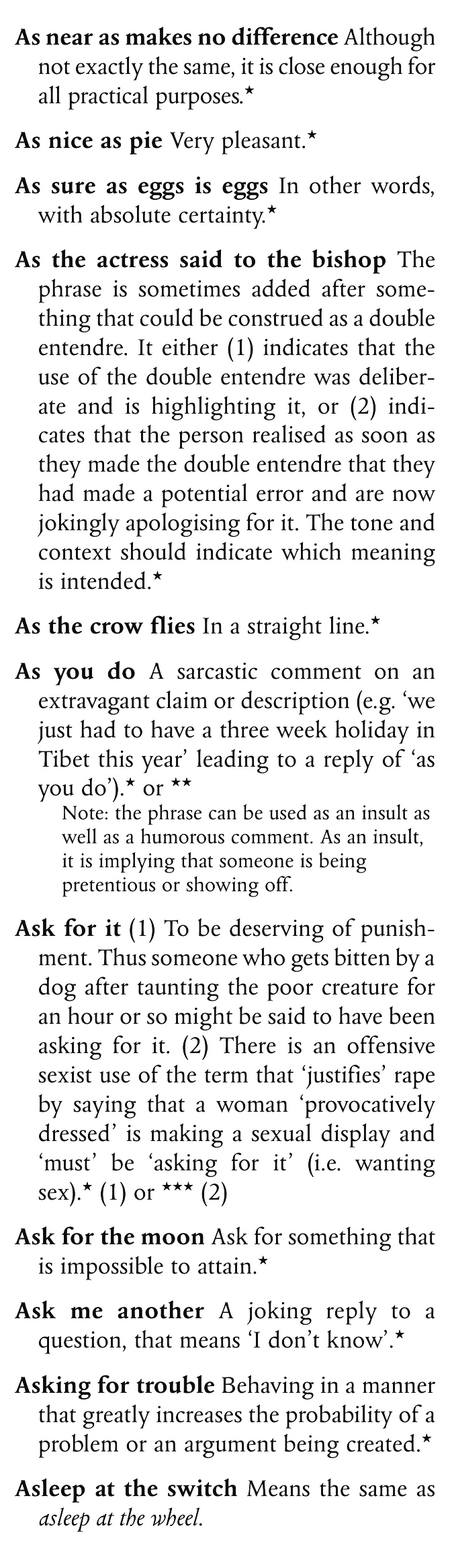 As near as makes no difference Although
not exactly the same, it is close enough for
all practical purposes.★
As nice as pie Very pleasant.★
As sure as eggs is eggs In other words,
with absolute certainty.★
As the actress said to the bishop The
phrase is sometimes added after some-
thing that could be construed as a double
entendre. It either (1) indicates that the
use of the double entendre was deliber-
ate and is highlighting it, or (2) indi-
cates that the person realised as soon as
they made the double entendre that they
had made a potential error and are now
jokingly apologising for it. The tone and
context should indicate which meaning
is intended.★
As the crow flies In a straight line.★
As you do A sarcastic comment on an
extravagant claim or description (e.g. ‘we
just had to have a three week holiday in
Tibet this year’ leading to a reply of ‘as
you do’).★ or ★★
Note: the phrase can be used as an insult as
well as a humorous comment. As an insult,
it is implying that someone is being
pretentious or showing off.
Ask for it (1) To be deserving of punish-
ment. Thus someone who gets bitten by a
dog after taunting the poor creature for
an hour or so might be said to have been
asking for it. (2) There is an offensive
sexist use of the term that ‘justifies’ rape
by saying that a woman ‘provocatively
dressed’ is making a sexual display and
‘must’ be ‘asking for it’ (i.e. wanting
sex).★ (1) or ★★★ (2)
Ask for the moon Ask for something that
is impossible to attain.★
Ask me another A joking reply to a
question, that means ‘I don’t know’.★
Asking for trouble Behaving in a manner
that greatly increases the probability of a
problem or an argument being created.★
Asleep at the switch Means the same as
asleep at the wheel.